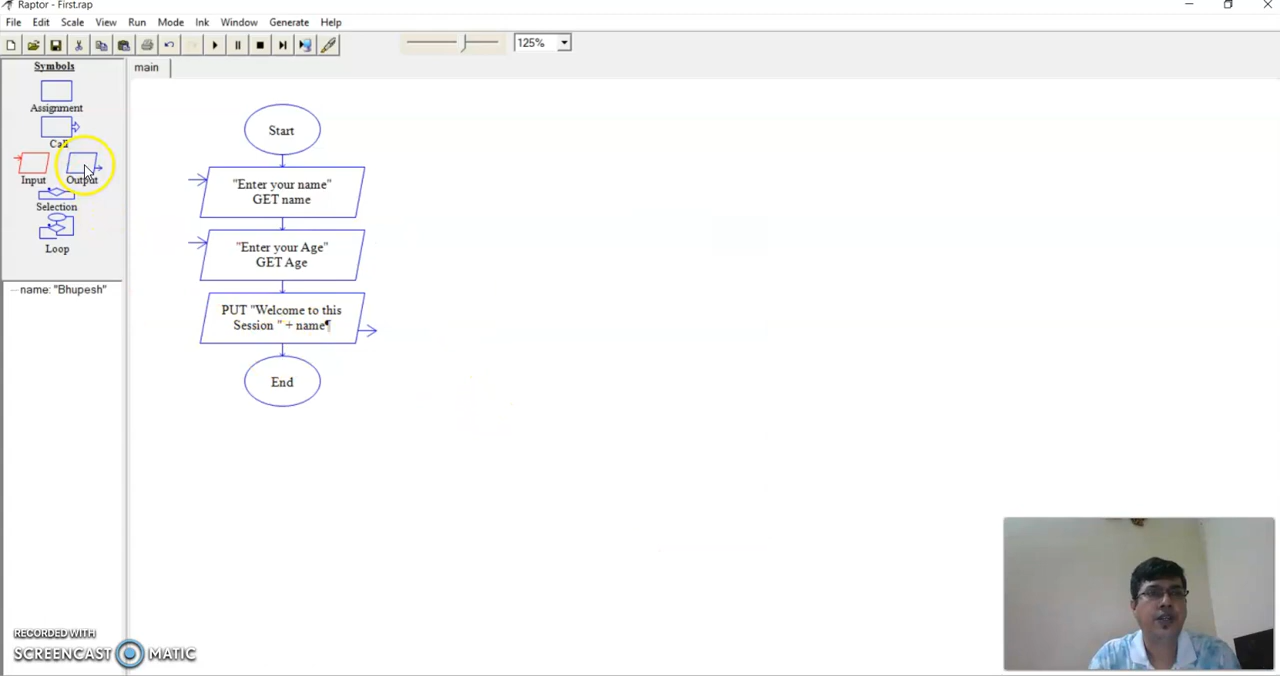 Raptor - First.rap
File Edit Scale View Run Mode Ink Window Generate Help
125%
Symbols
main
Assignment
Call
Input Output
Selection
Loop
name: "Bhupesh"
Start
"Enter your name"
GET name
"Enter your Age"
GET Age
PUT "Welcome to this
Session " + name¶
End
RECORDED WITH
SCREENCAST MATIC